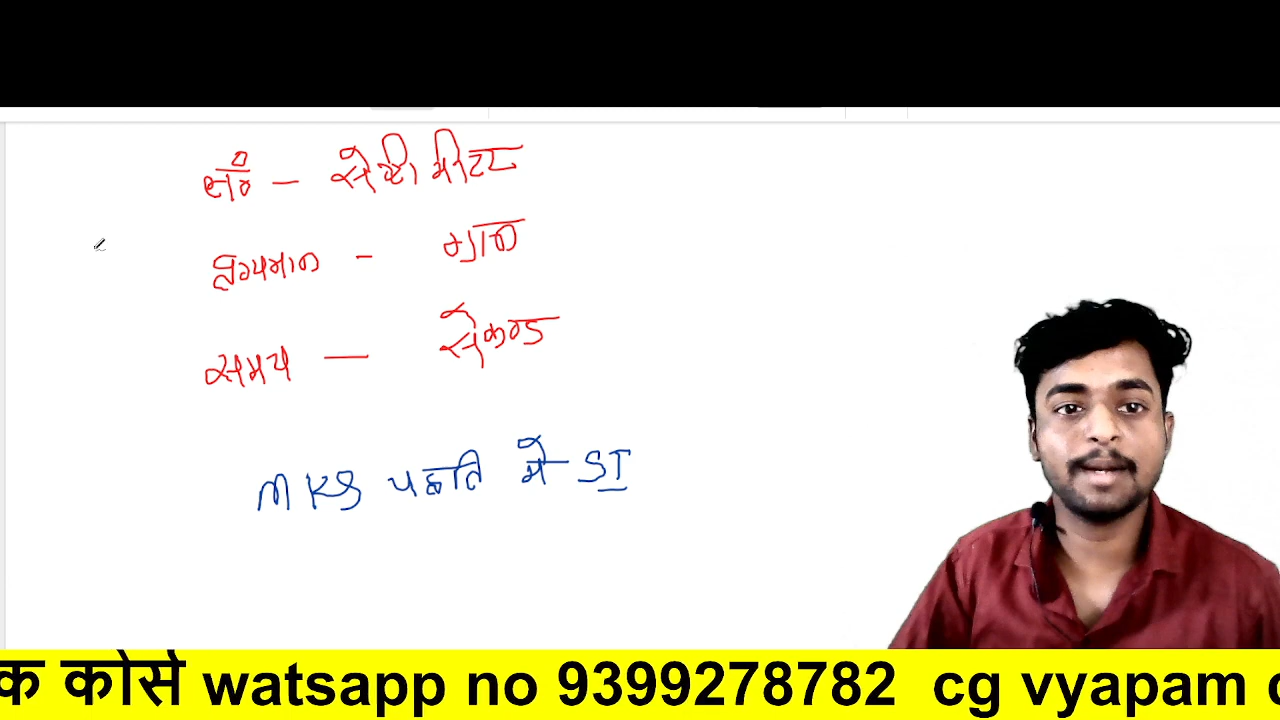 लं - सेंटीमीटर
द्रव्यमान - ग्राम
समय - सेकण्ड
MKS पद्धति में SI
क कोर्स watsapp no 9399278782 cg vyapam c